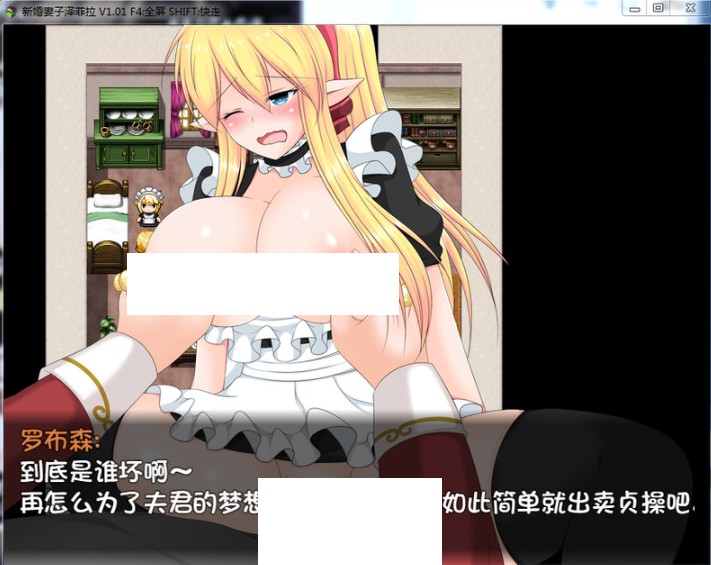 新婚妻子泽菲拉 V1.01 F4:全屏 SHIFT:快走
罗布森:
到底是谁坏啊～
再怎么为了夫君的梦想如此简单就出卖贞操吧